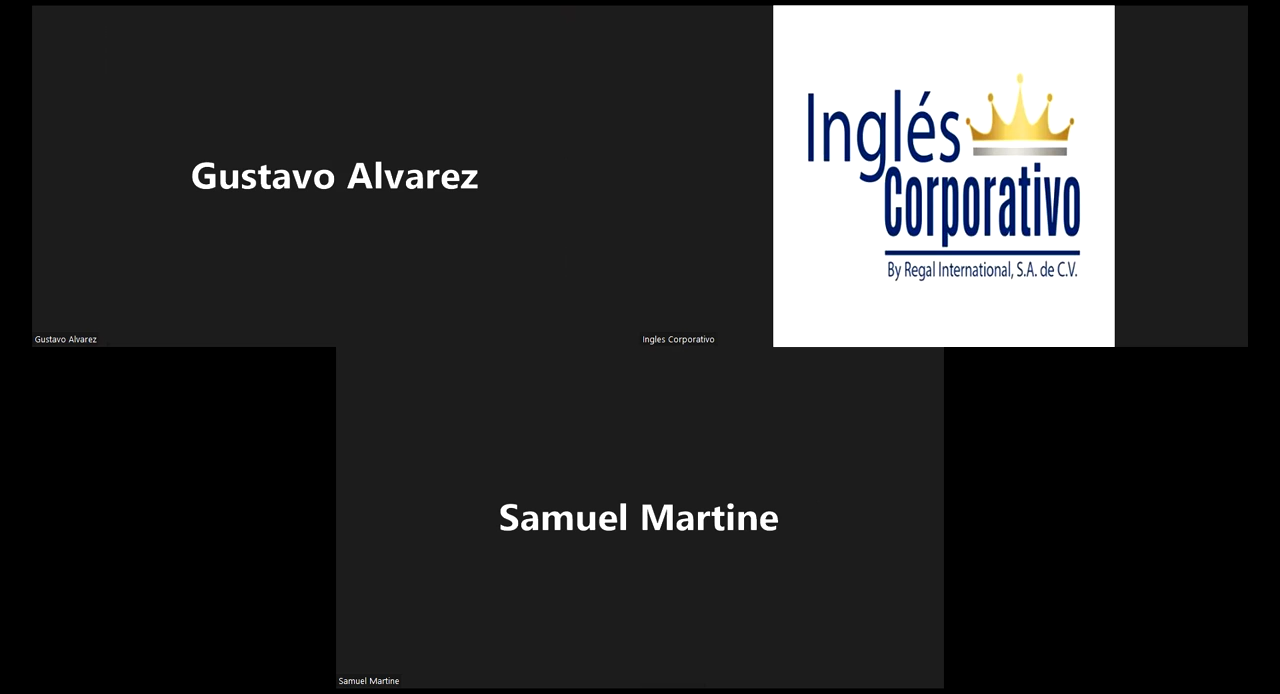 Gustavo Alvarez
Gustavo Alvarez
Inglés
Corporativo
By Regal International, S.A. de C.V.
Ingles Corporativo
Samuel Martine
Samuel Martine